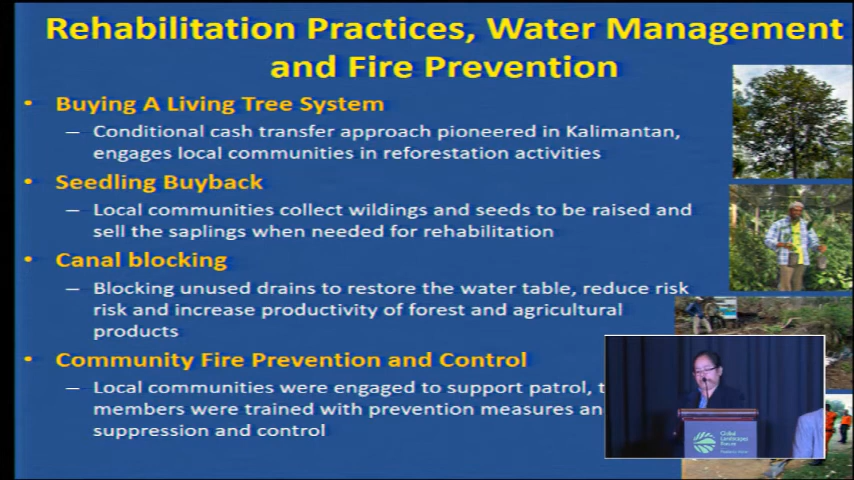 Rehabilitation Practices, Water Management
and Fire Prevention
• Buying A Living Tree System
– Conditional cash transfer approach pioneered in Kalimantan,
engages local communities in reforestation activities
• Seedling Buyback
– Local communities collect wildings and seeds to be raised and
sell the saplings when needed for rehabilitation
• Canal blocking
– Blocking unused drains to restore the water table, reduce risk
risk and increase productivity of forest and agricultural
products
• Community Fire Prevention and Control
– Local communities were engaged to support patrol,
members were trained with prevention measures
suppression and control
Global
Landscapes
Forum